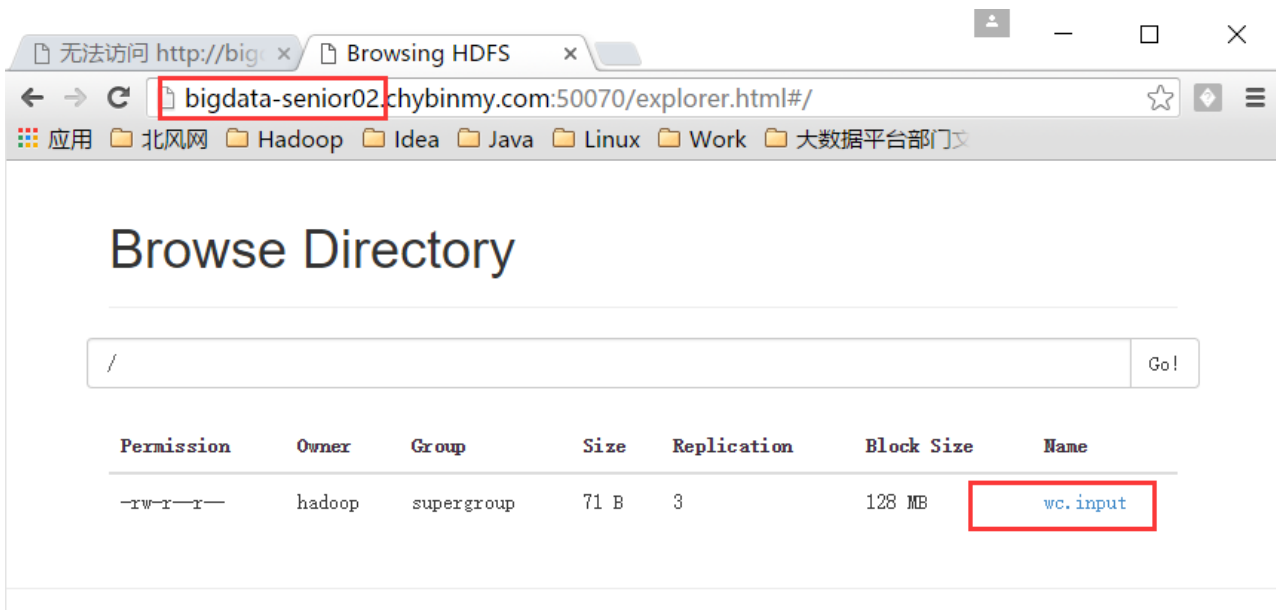 无法访问 http://big
Browsing HDFS
bigdata-senior02.chybinmy.com:50070/explorer.html#/
应用 北风网 Hadoop Idea Java Linux Work 大数据平台部门文
Browse Directory
/ Go!
Permission Owner Group Size Replication Block Size Name
-rw-r--r-- hadoop supergroup 71 B 3 128 MB wc.input